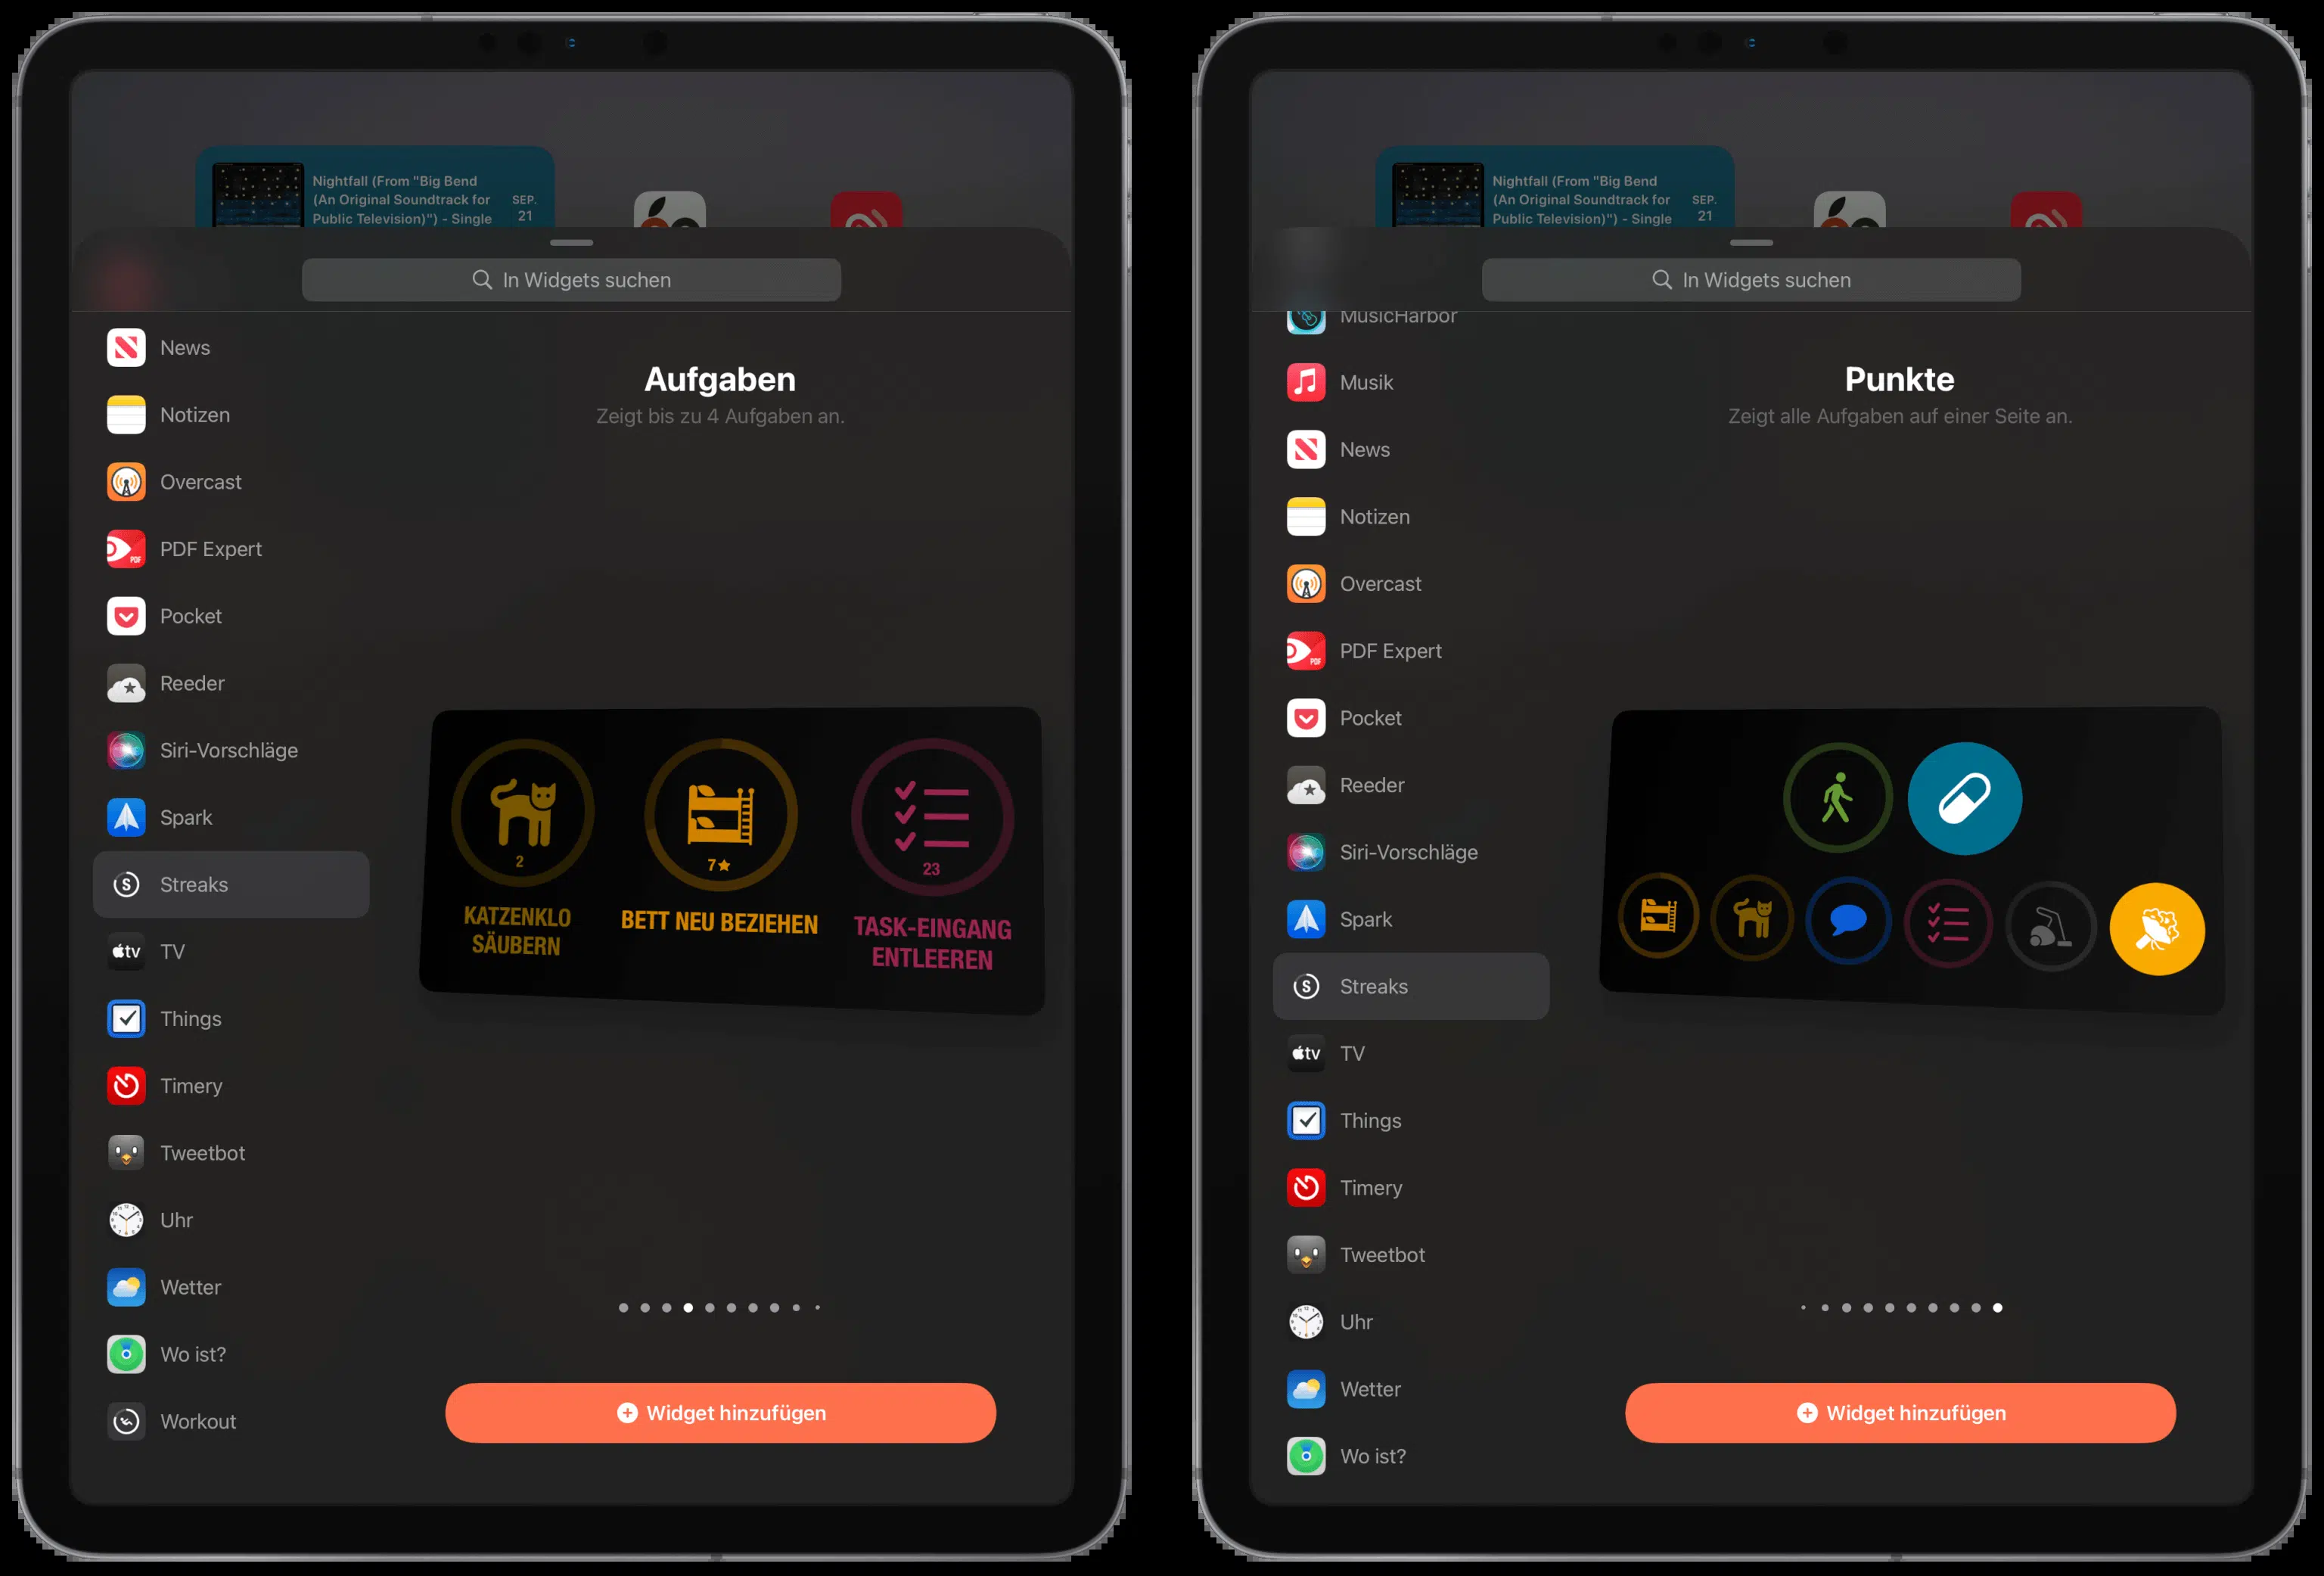 Nightfall (From "Big Bend
(An Original Soundtrack for
Public Television)") - Single
SEP.
21
In Widgets suchen
News
Notizen
Overcast
PDF Expert
PDF
Pocket
Reeder
Siri-Vorschläge
Spark
S
Streaks
tv
TV
Things
Timery
Tweetbot
Uhr
Wetter
Wo ist?
Workout
Aufgaben
Zeigt bis zu 4 Aufgaben an.
2
KATZENKLO
SÄUBERN
7★
BETT NEU BEZIEHEN
23
TASK-EINGANG
ENTLEEREN
Widget hinzufügen
Nightfall (From "Big Bend
(An Original Soundtrack for
Public Television)") - Single
SEP.
21
In Widgets suchen
MusicHarbor
Musik
News
Notizen
Overcast
PDF Expert
PDF
Pocket
Reeder
Siri-Vorschläge
Spark
S
Streaks
tv
TV
Things
Timery
Tweetbot
Uhr
Wetter
Wo ist?
Punkte
Zeigt alle Aufgaben auf einer Seite an.
Widget hinzufügen